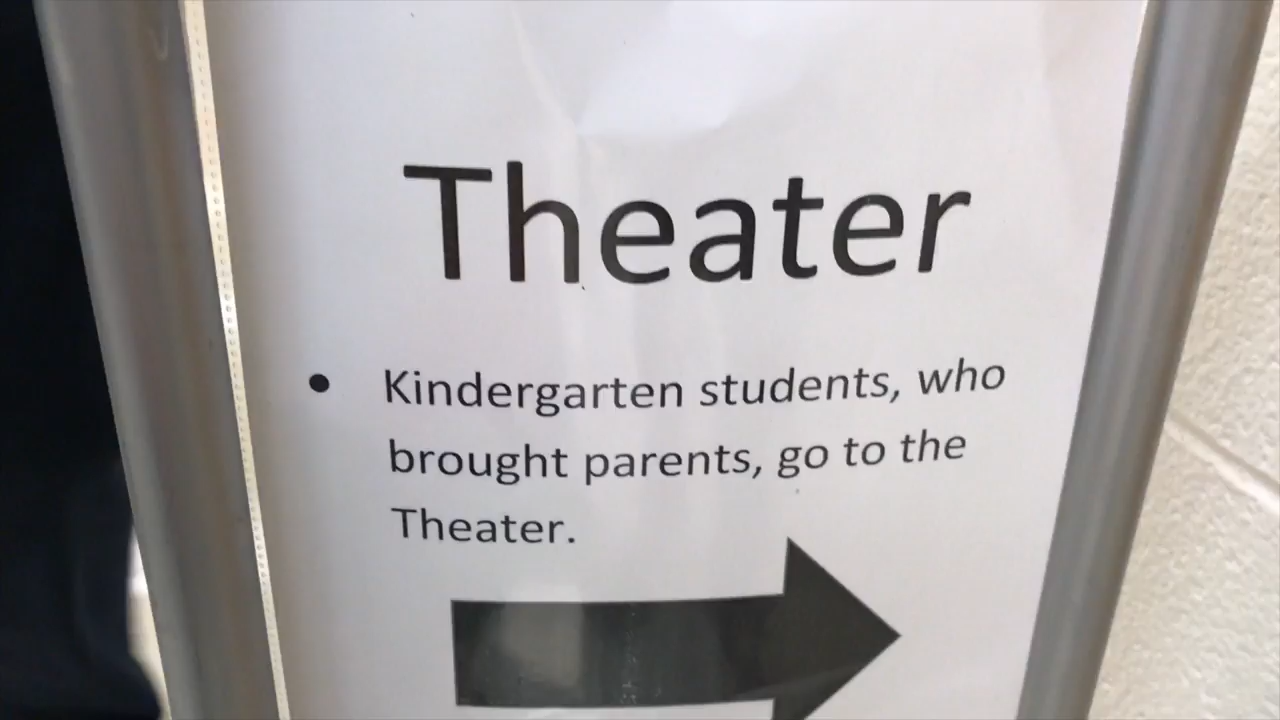 Theater
• Kindergarten students, who
brought parents, go to the
Theater.